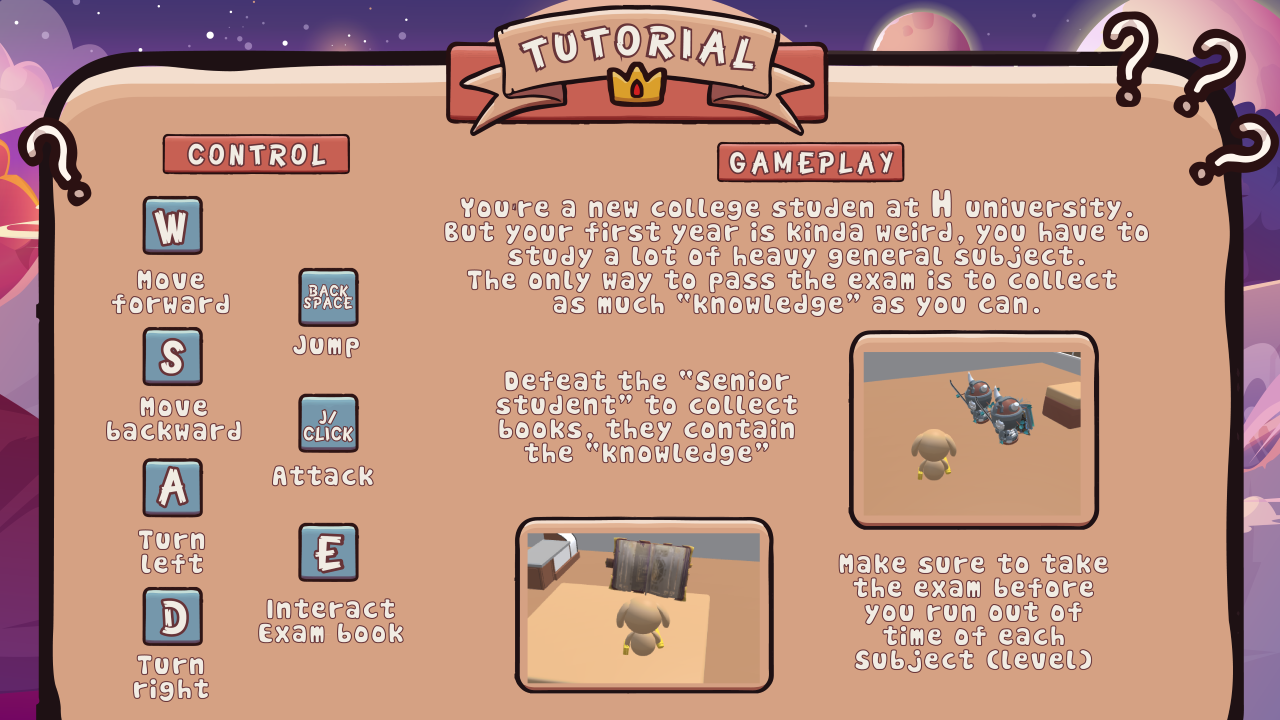 TUTORIAL
CONTROL
W
Move
forward
S
Move
backward
A
Turn
left
D
Turn
right
BACK
SPACE
Jump
J/
CLICK
Attack
E
Interact
Exam book
GAMEPLAY
You're a new college studen at H university.
But your first year is kinda weird, you have to
study a lot of heavy general subject.
The only way to pass the exam is to collect
as much "knowledge" as you can.
Defeat the "Senior
student" to collect
books, they contain
the "knowledge"
Make sure to take
the exam before
you run out of
time of each
Subject (level)